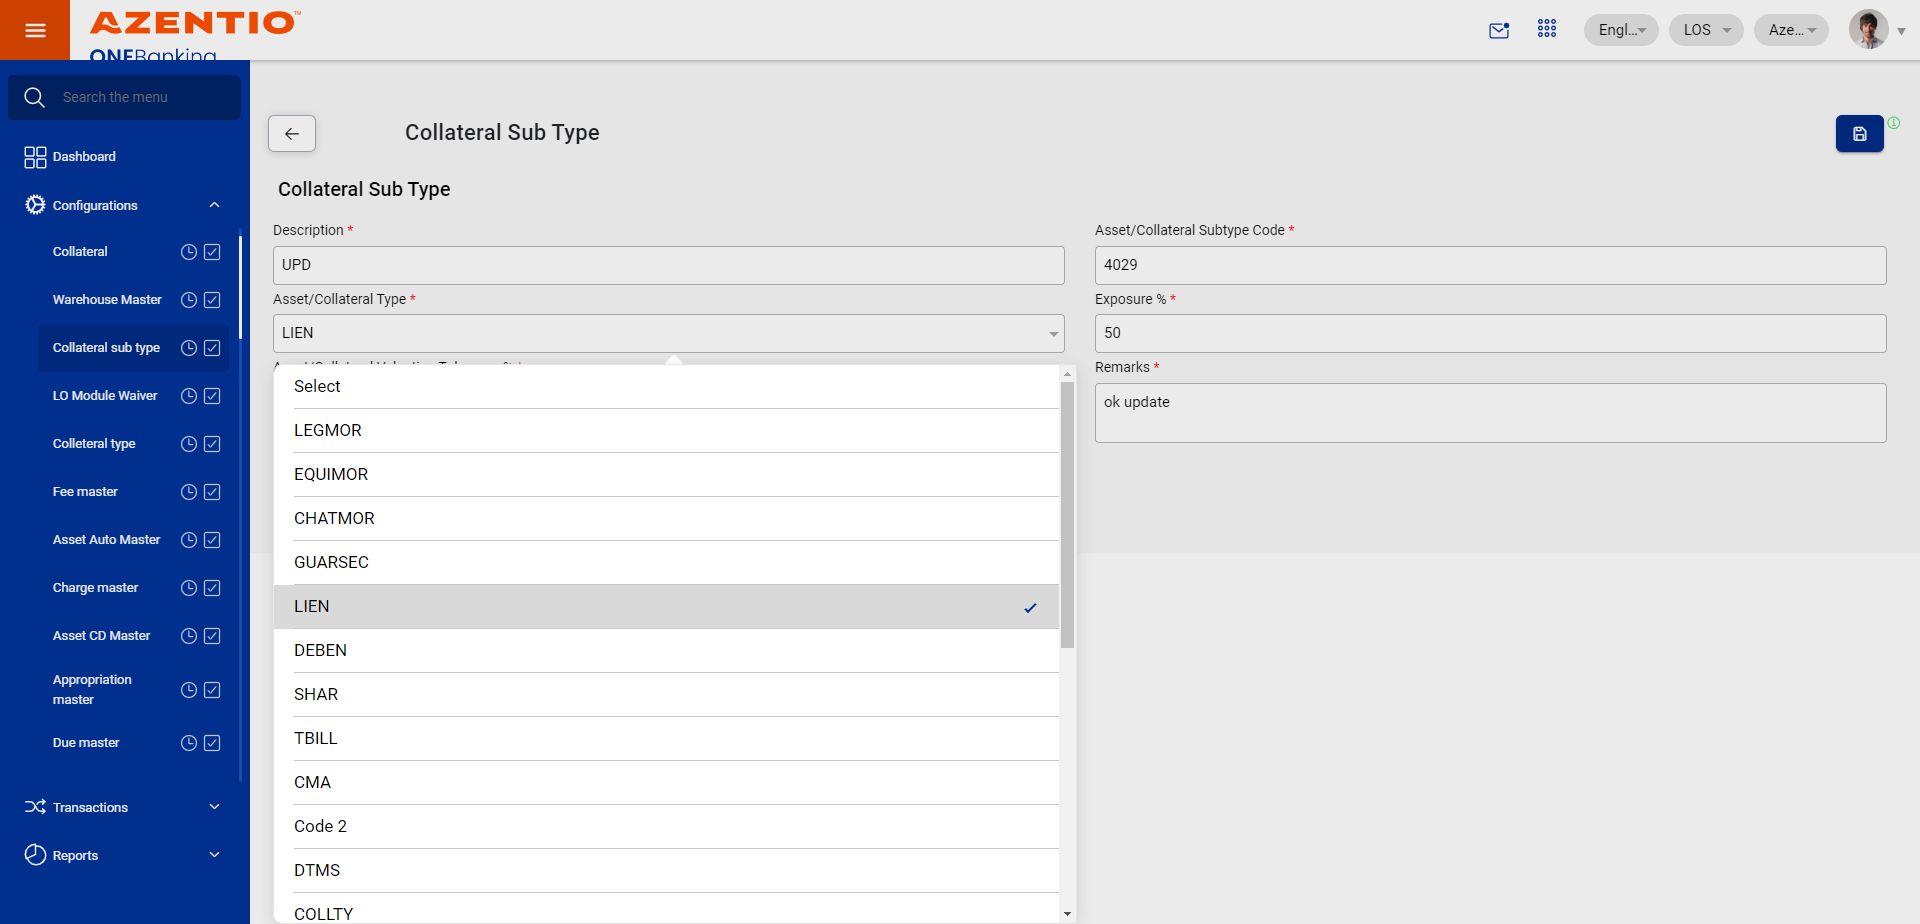 AZENTIO™
ONEBanking
Engl...
LOS
Aze...
Search the menu
Dashboard
Configurations
Collateral
Warehouse Master
Collateral sub type
LO Module Waiver
Colleteral type
Fee master
Asset Auto Master
Charge master
Asset CD Master
Appropriation
master
Due master
Transactions
Reports
Collateral Sub Type
Collateral Sub Type
Description *
UPD
Asset/Collateral Subtype Code *
4029
Asset/Collateral Type *
LIEN
Exposure % *
50
Remarks *
ok update
Select
LEGMOR
EQUIMOR
CHATMOR
GUARSEC
LIEN
DEBEN
SHAR
TBILL
CMA
Code 2
DTMS
COLLTY